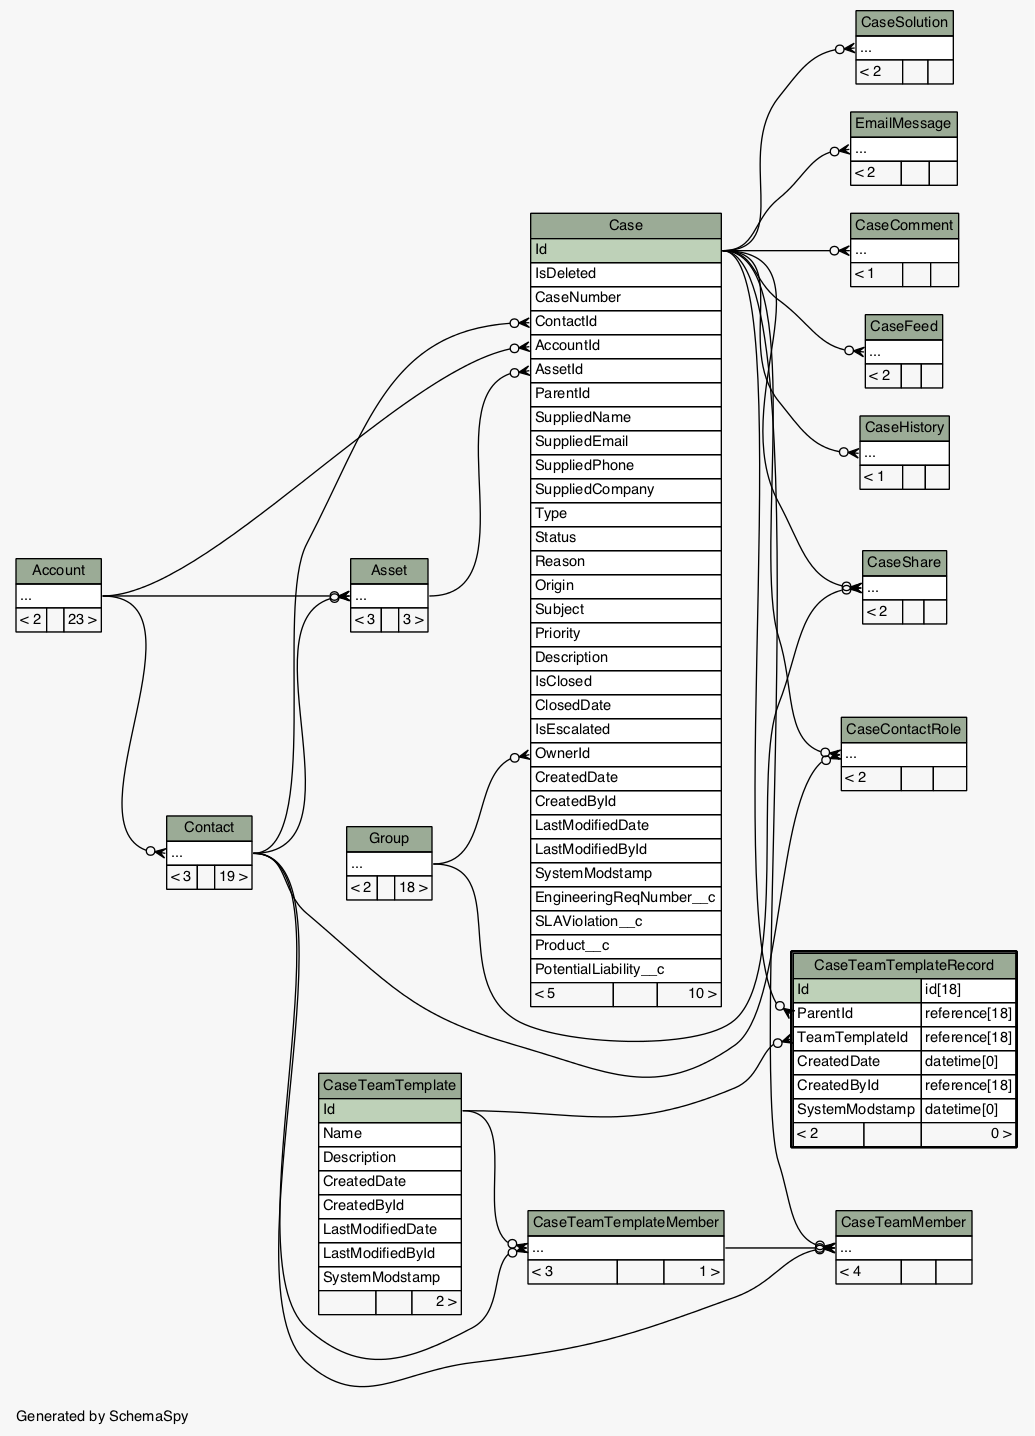 CaseSolution
...
< 2
EmailMessage
...
< 2
CaseComment
...
< 1
CaseFeed
...
< 2
CaseHistory
...
< 1
CaseShare
...
< 2
CaseContactRole
...
< 2
Case
Id
IsDeleted
CaseNumber
ContactId
AccountId
AssetId
ParentId
SuppliedName
SuppliedEmail
SuppliedPhone
SuppliedCompany
Type
Status
Reason
Origin
Subject
Priority
Description
IsClosed
ClosedDate
IsEscalated
OwnerId
CreatedDate
CreatedById
LastModifiedDate
LastModifiedById
SystemModstamp
EngineeringReqNumber__c
SLAViolation__c
Product__c
PotentialLiability__c
< 5 10 >
Account
...
< 2 23 >
Asset
...
< 3 3 >
Contact
...
< 3 19 >
Group
...
< 2 18 >
CaseTeamTemplateRecord
Id id[18]
ParentId reference[18]
TeamTemplateId reference[18]
CreatedDate datetime[0]
CreatedById reference[18]
SystemModstamp datetime[0]
< 2 0 >
CaseTeamTemplate
Id
Name
Description
CreatedDate
CreatedById
LastModifiedDate
LastModifiedById
SystemModstamp
2 >
CaseTeamTemplateMember
...
< 3 1 >
CaseTeamMember
...
< 4
Generated by SchemaSpy